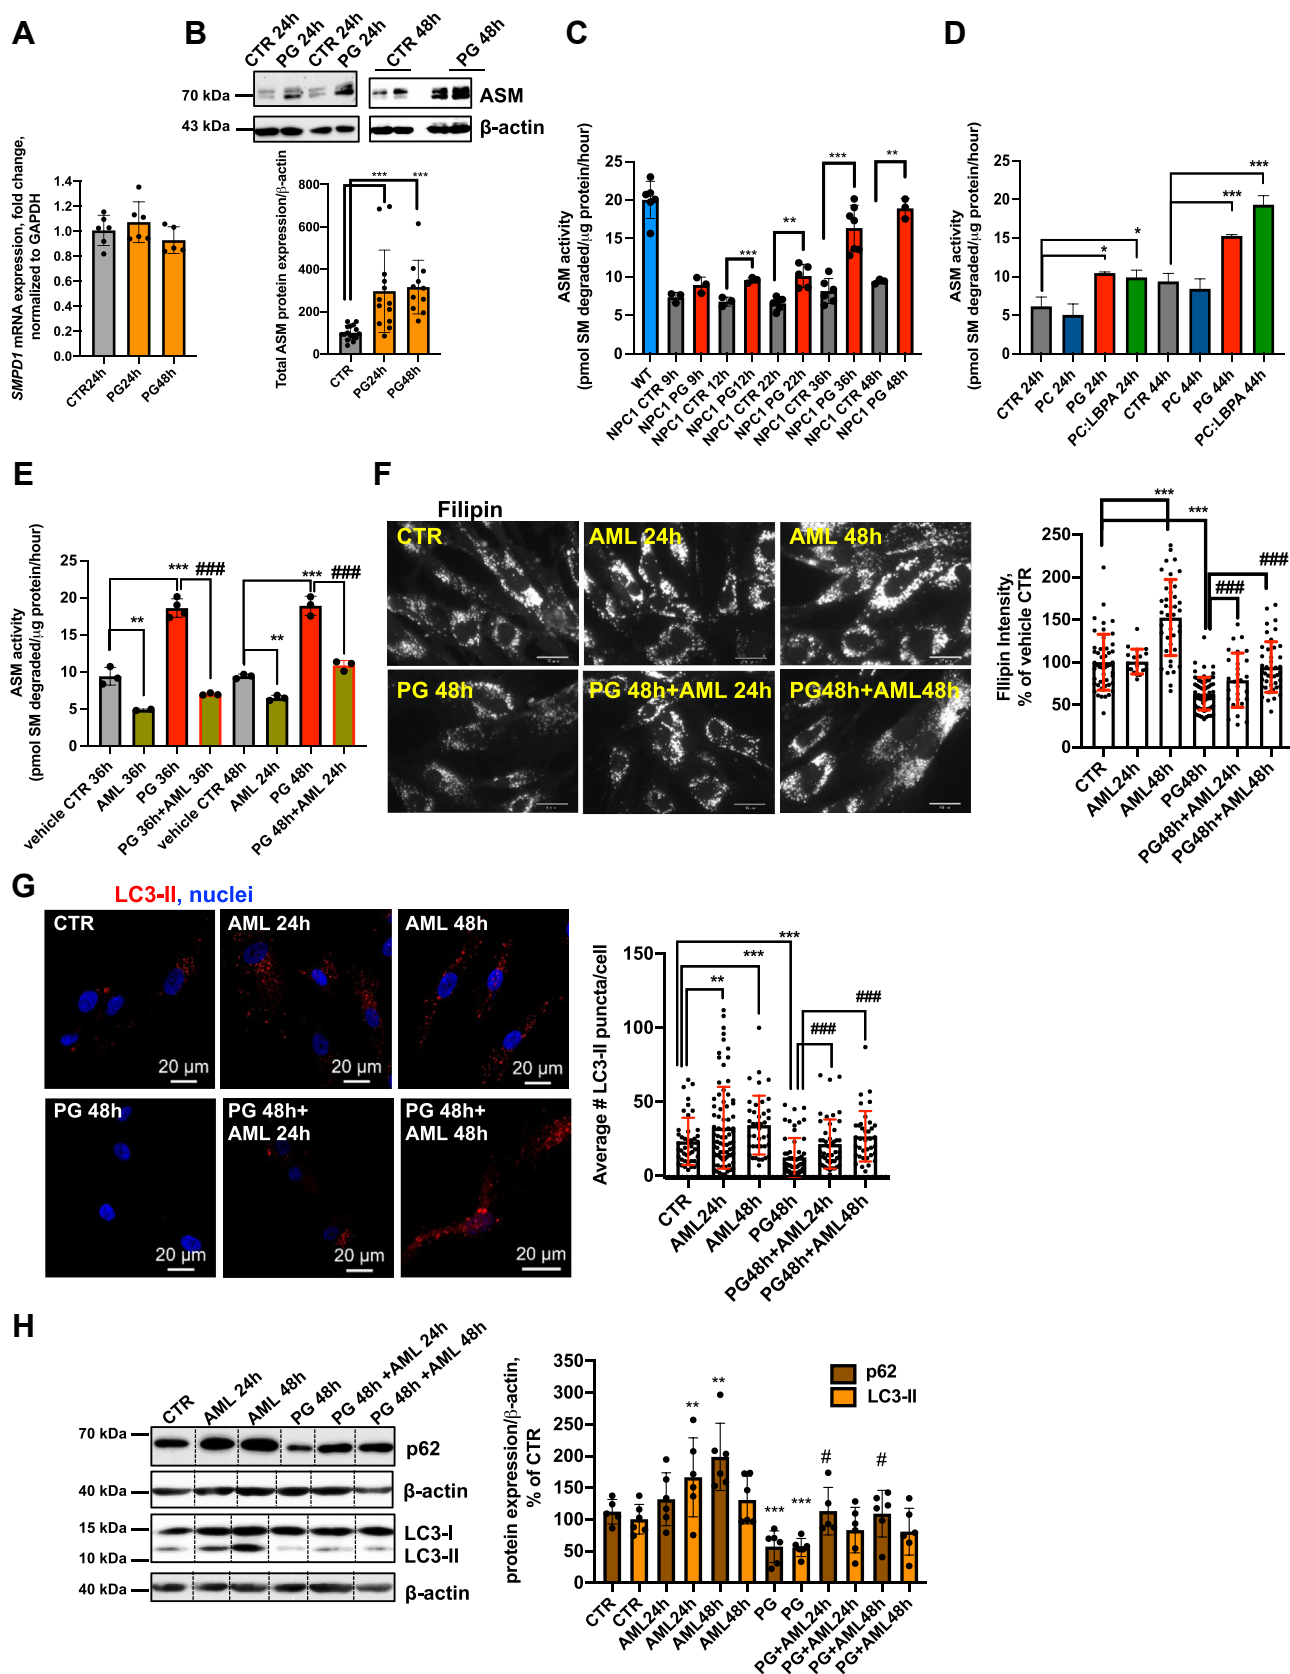 A
SMPD1 mRNA expression, fold change,
normalized to GAPDH
1.4
1.2
1.0
0.8
0.6
0.4
0.2
0.0
CTR24h
PG24h
PG48h
B
CTR 24h
PG 24h
CTR 24h
PG 24h
CTR 48h
PG 48h
70 kDa
ASM
43 kDa
β-actin
Total ASM protein expression/β-actin
800
600
400
200
0
***
***
CTR
PG24h
PG48h
C
ASM activity
(pmol SM degraded/µg protein/hour)
25
20
15
10
5
0
***
**
***
**
WT
NPC1 CTR 9h
NPC1 PG 9h
NPC1 CTR 12h
NPC1 PG12h
NPC1 CTR 22h
NPC1 PG 22h
NPC1 CTR 36h
NPC1 PG 36h
NPC1 CTR 48h
NPC1 PG 48h
D
ASM activity
(pmol SM degraded/µg protein/hour)
25
20
15
10
5
0
*
*
***
***
CTR 24h
PC 24h
PG 24h
PC:LBPA 24h
CTR 44h
PC 44h
PG 44h
PC:LBPA 44h
E
ASM activity
(pmol SM degraded/µg protein/hour)
25
20
15
10
5
0
**
***
###
**
***
###
vehicle CTR 36h
AML 36h
PG 36h
PG 36h+AML 36h
vehicle CTR 48h
AML 24h
PG 48h
PG 48h+AML 24h
F
Filipin
CTR
AML 24h
AML 48h
PG 48h
PG 48h+AML 24h
PG48h+AML48h
Filipin Intensity,
% of vehicle CTR
250
200
150
100
50
0
***
***
###
###
CTR
AML24h
AML48h
PG48h
PG48h+AML24h
PG48h+AML48h
G
LC3-II, nuclei
CTR
20 µm
AML 24h
20 µm
AML 48h
20 µm
PG 48h
20 µm
PG 48h+
AML 24h
20 µm
PG 48h+
AML 48h
20 µm
Average # LC3-II puncta/cell
150
100
50
0
**
***
***
###
###
CTR
AML24h
AML48h
PG48h
PG48h+AML24h
PG48h+AML48h
H
CTR
AML 24h
AML 48h
PG 48h
PG 48h +AML 24h
PG 48h +AML 48h
70 kDa
p62
40 kDa
β-actin
15 kDa
LC3-I
LC3-II
10 kDa
40 kDa
β-actin
protein expression/β-actin,
% of CTR
350
300
250
200
150
100
50
0
p62
LC3-II
**
**
***
***
#
#
CTR
CTR
AML24h
AML24h
AML48h
AML48h
PG
PG
PG+AML24h
PG+AML24h
PG+AML48h
PG+AML48h